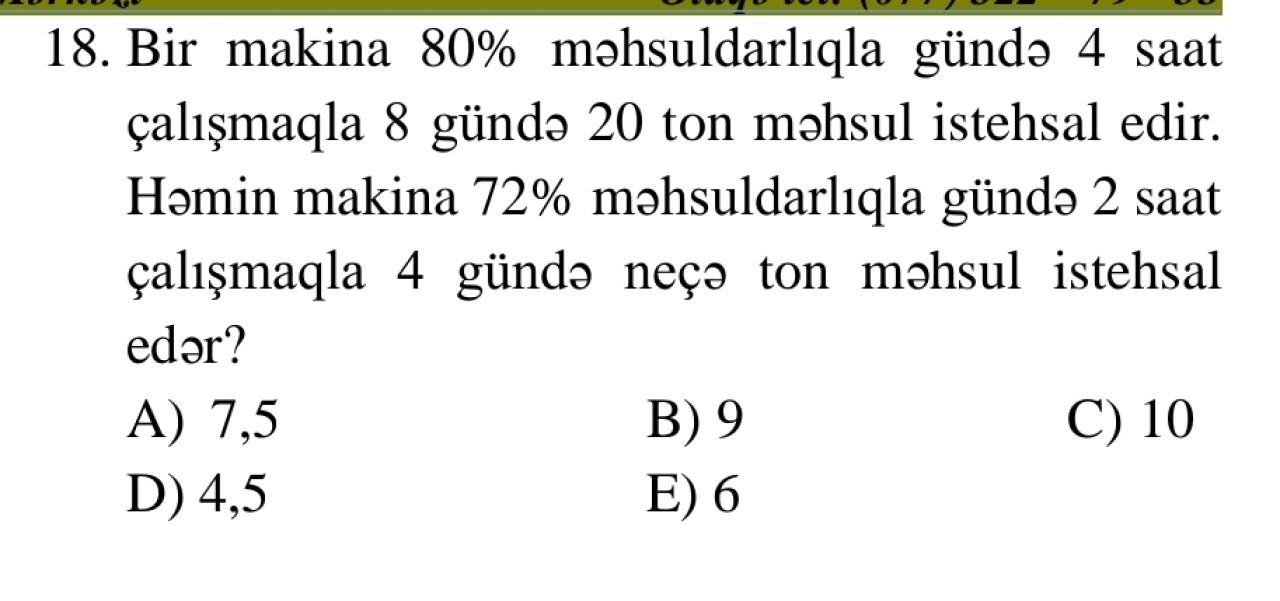 18. Bir makina 80% məhsuldarlıqla gündə 4 saat
çalışmaqla 8 gündə 20 ton məhsul istehsal edir.
Həmin makina 72% məhsuldarlıqla gündə 2 saat
çalışmaqla 4 gündə neçə ton məhsul istehsal
edər?
A) 7,5 B) 9 C) 10
D) 4,5 E) 6